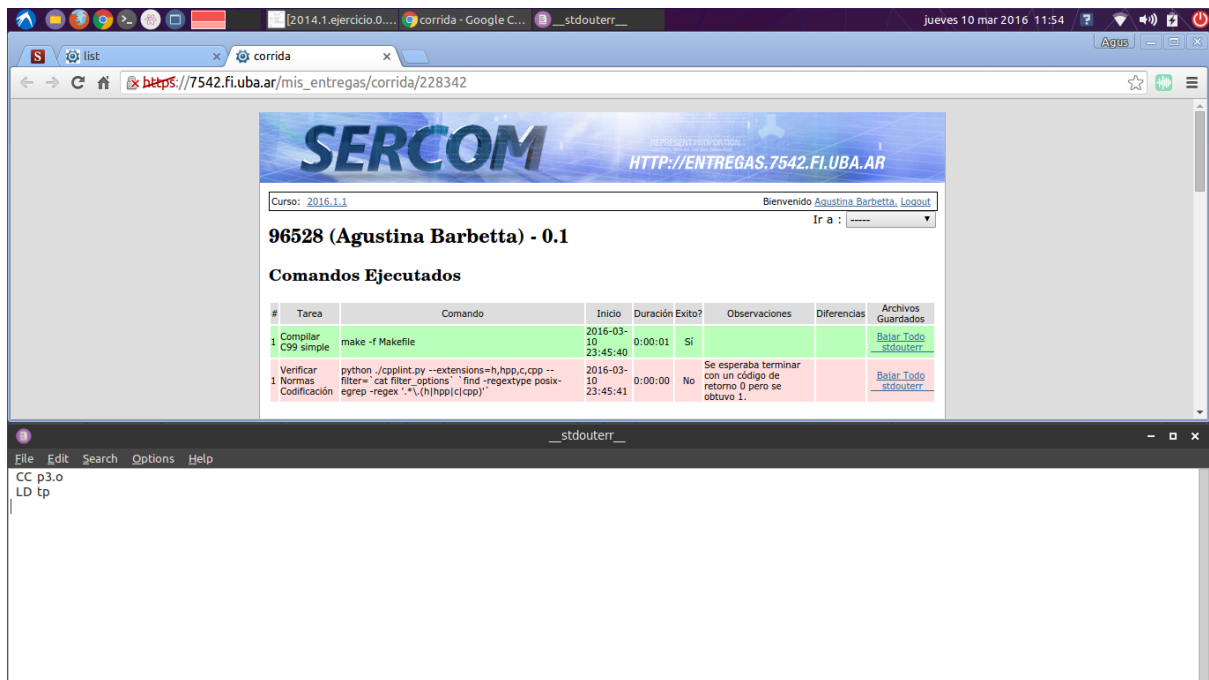 [2014.1.ejercicio.0.... corrida - Google C... __stdouterr__ jueves 10 mar 2016 11:54
S list corrida Agus
https://7542.fi.uba.ar/mis_entregas/corrida/228342
SERCOM
HTTP://ENTREGAS.7542.FI.UBA.AR
Curso: 2016.1.1 Bienvenido Agustina Barbetta. Logout
Ir a : -----
96528 (Agustina Barbetta) - 0.1
Comandos Ejecutados
# Tarea Comando Inicio Duración Exito? Observaciones Diferencias Archivos Guardados
1 Compilar C99 simple make -f Makefile 2016-03-10 23:45:40 0:00:01 Sí Bajar Todo __stdouterr__
1 Verificar Normas Codificación python ./cpplint.py --extensions=h,hpp,c,cpp --filter=`cat filter_options` `find -regextype posix-egrep -regex '.*\.(h|hpp|c|cpp)'` 2016-03-10 23:45:41 0:00:00 No Se esperaba terminar con un código de retorno 0 pero se obtuvo 1. Bajar Todo __stdouterr__
__stdouterr__
File Edit Search Options Help
CC p3.o
LD tp